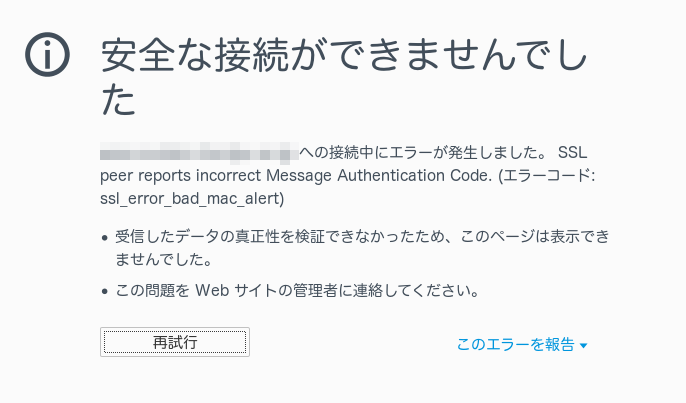 安全な接続ができませんでし
た
への接続中にエラーが発生しました。 SSL
peer reports incorrect Message Authentication Code. (エラーコード:
ssl_error_bad_mac_alert)
• 受信したデータの真正性を検証できなかったため、このページは表示でき
ませんでした。
• この問題を Web サイトの管理者に連絡してください。
再試行
このエラーを報告